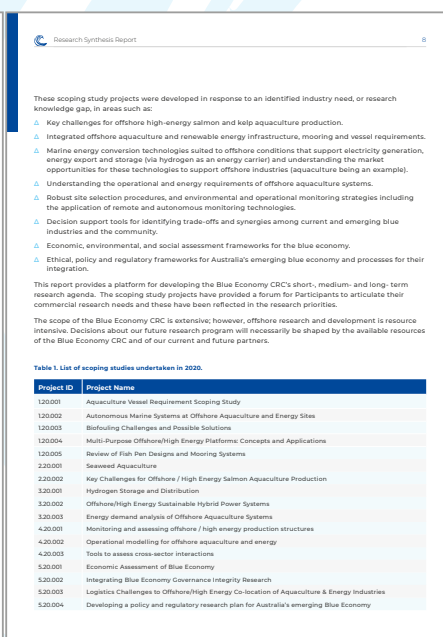 Research Synthesis Report
8
These scoping study projects were developed in response to an identified industry need, or research
knowledge gap, in areas such as:
Key challenges for offshore high-energy salmon and kelp aquaculture production.
Integrated offshore aquaculture and renewable energy infrastructure, mooring and vessel requirements.
Marine energy conversion technologies suited to offshore conditions that support electricity generation,
energy export and storage (via hydrogen as an energy carrier) and understanding the market
opportunities for these technologies to support offshore industries (aquaculture being an example).
Understanding the operational and energy requirements of offshore aquaculture systems.
Robust site selection procedures, and environmental and operational monitoring strategies including
the application of remote and autonomous monitoring technologies.
Decision support tools for identifying trade-offs and synergies among current and emerging blue
industries and the community.
Economic, environmental, and social assessment frameworks for the blue economy.
Ethical, policy and regulatory frameworks for Australia's emerging blue economy and processes for their
integration.
This report provides a platform for developing the Blue Economy CRC's short-, medium- and long- term
research agenda. The scoping study projects have provided a forum for Participants to articulate their
commercial research needs and these have been reflected in the research priorities.
The scope of the Blue Economy CRC is extensive; however, offshore research and development is resource
intensive. Decisions about our future research program will necessarily be shaped by the available resources
of the Blue Economy CRC and of our current and future partners.
Table 1. List of scoping studies undertaken in 2020.
Project ID Project Name
1.20.001 Aquaculture Vessel Requirement Scoping Study
1.20.002 Autonomous Marine Systems at Offshore Aquaculture and Energy Sites
1.20.003 Biofouling Challenges and Possible Solutions
1.20.004 Multi-Purpose Offshore/High Energy Platforms: Concepts and Applications
1.20.005 Review of Fish Pen Designs and Mooring Systems
2.20.001 Seaweed Aquaculture
2.20.002 Key Challenges for Offshore / High Energy Salmon Aquaculture Production
3.20.001 Hydrogen Storage and Distribution
3.20.002 Offshore/High Energy Sustainable Hybrid Power Systems
3.20.003 Energy demand analysis of Offshore Aquaculture Systems
4.20.001 Monitoring and assessing offshore / high energy production structures
4.20.002 Operational modelling for offshore aquaculture and energy
4.20.003 Tools to assess cross-sector interactions
5.20.001 Economic Assessment of Blue Economy
5.20.002 Integrating Blue Economy Governance Integrity Research
5.20.003 Logistics Challenges to Offshore/High Energy Co-location of Aquaculture & Energy Industries
5.20.004 Developing a policy and regulatory research plan for Australia's emerging Blue Economy